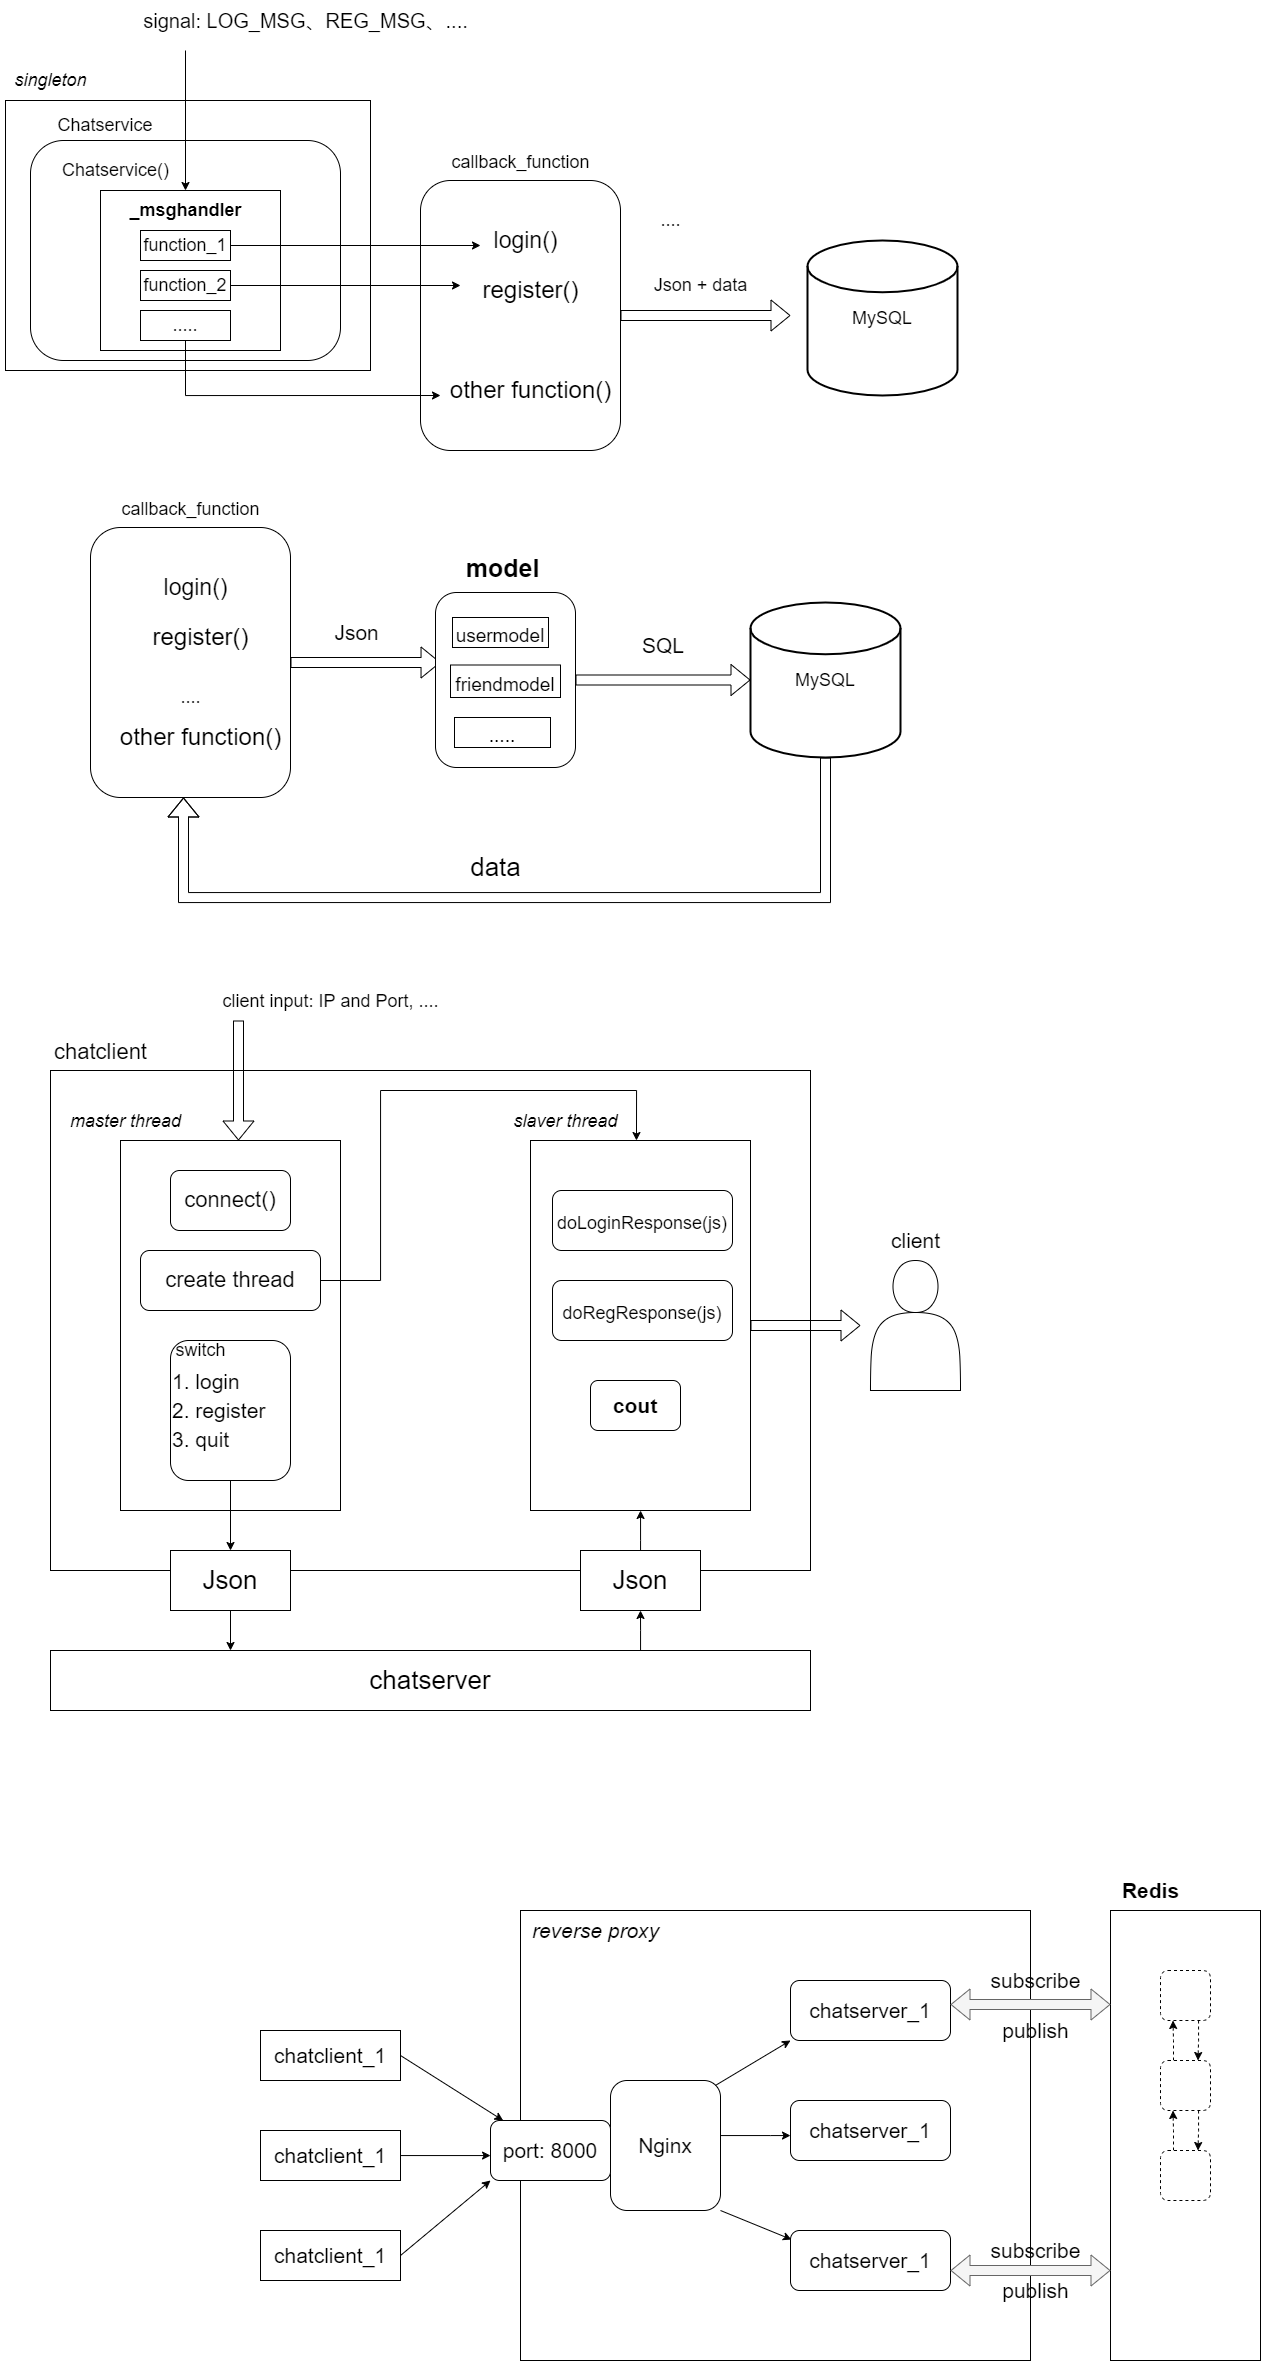 signal: LOG_MSG、REG_MSG、....
singleton
Chatservice
Chatservice()
_msghandler
function_1
function_2
.....
callback_function
login()
register()
other function()
....
Json + data
MySQL
callback_function
login()
register()
....
other function()
Json
model
usermodel
friendmodel
.....
SQL
MySQL
data
client input: IP and Port, ....
chatclient
master thread
connect()
create thread
switch
1. login
2. register
3. quit
slaver thread
doLoginResponse(js)
doRegResponse(js)
cout
client
Json
Json
chatserver
Redis
reverse proxy
chatclient_1
chatclient_1
chatclient_1
port: 8000
Nginx
chatserver_1
chatserver_1
chatserver_1
subscribe
publish
subscribe
publish